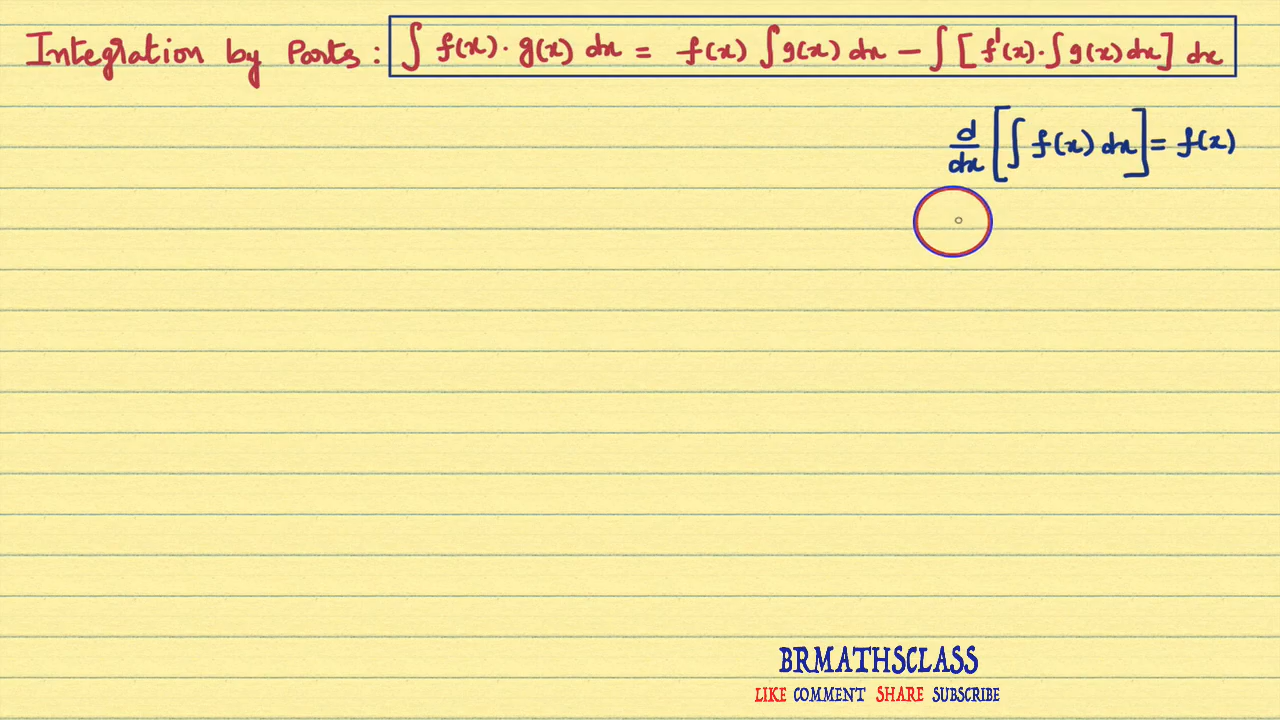 Integration by Parts : ∫ f(x) · g(x) dx = f(x) ∫ g(x) dx − ∫ [ f'(x) · ∫ g(x) dx ] dx
d/dx [ ∫ f(x) dx ] = f(x)
BRMATHSCLASS
LIKE COMMENT SHARE SUBSCRIBE